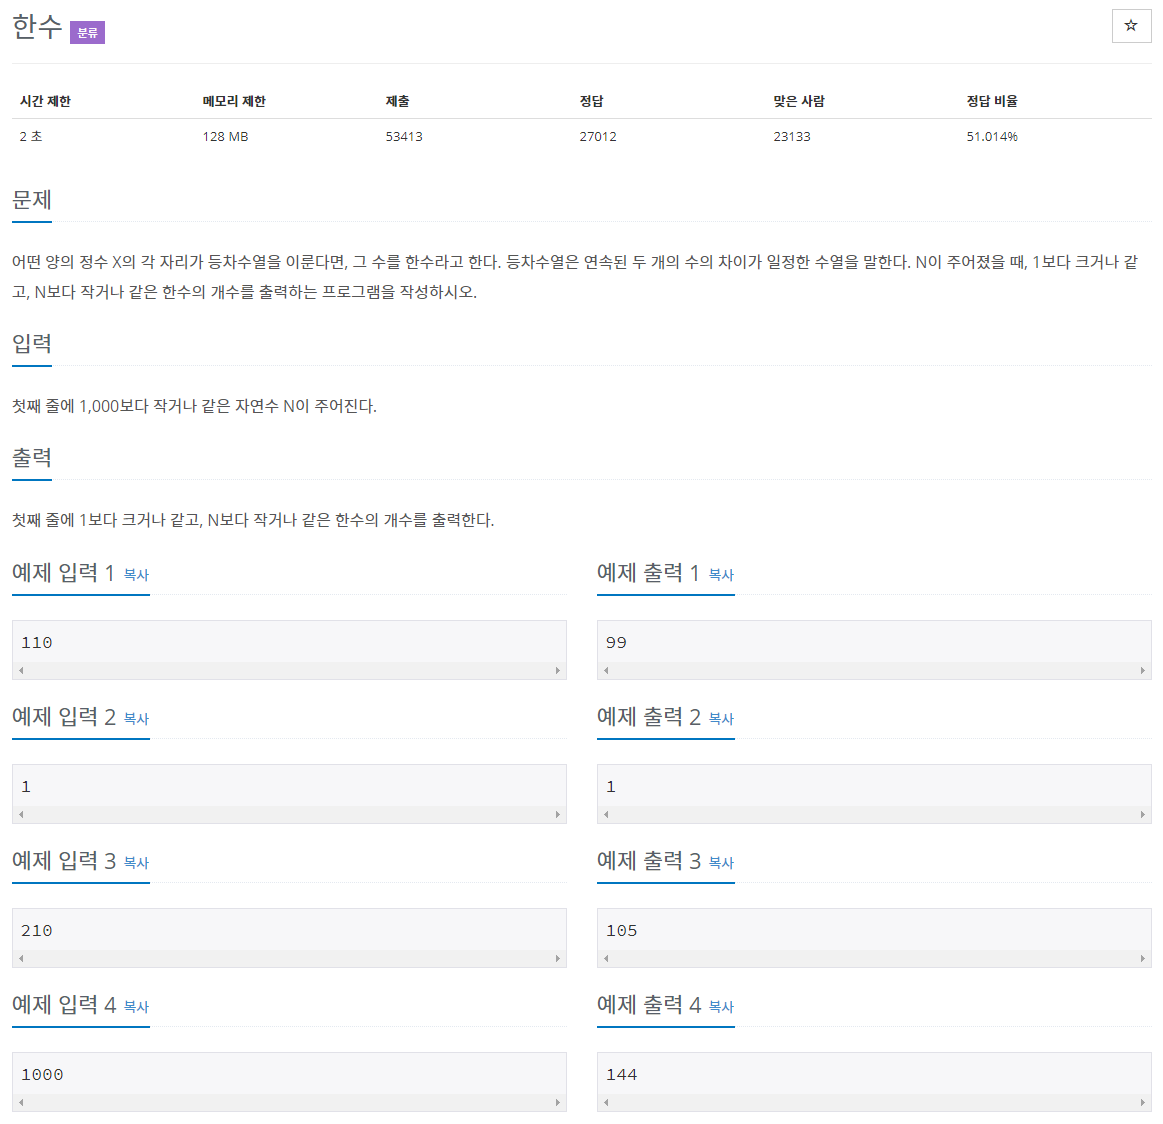 한수 분류
☆
시간 제한 메모리 제한 제출 정답 맞은 사람 정답 비율
2 초 128 MB 53413 27012 23133 51.014%
문제
어떤 양의 정수 X의 각 자리가 등차수열을 이룬다면, 그 수를 한수라고 한다. 등차수열은 연속된 두 개의 수의 차이가 일정한 수열을 말한다. N이 주어졌을 때, 1보다 크거나 같
고, N보다 작거나 같은 한수의 개수를 출력하는 프로그램을 작성하시오.
입력
첫째 줄에 1,000보다 작거나 같은 자연수 N이 주어진다.
출력
첫째 줄에 1보다 크거나 같고, N보다 작거나 같은 한수의 개수를 출력한다.
예제 입력 1 복사 예제 출력 1 복사
110 99
예제 입력 2 복사 예제 출력 2 복사
1 1
예제 입력 3 복사 예제 출력 3 복사
210 105
예제 입력 4 복사 예제 출력 4 복사
1000 144